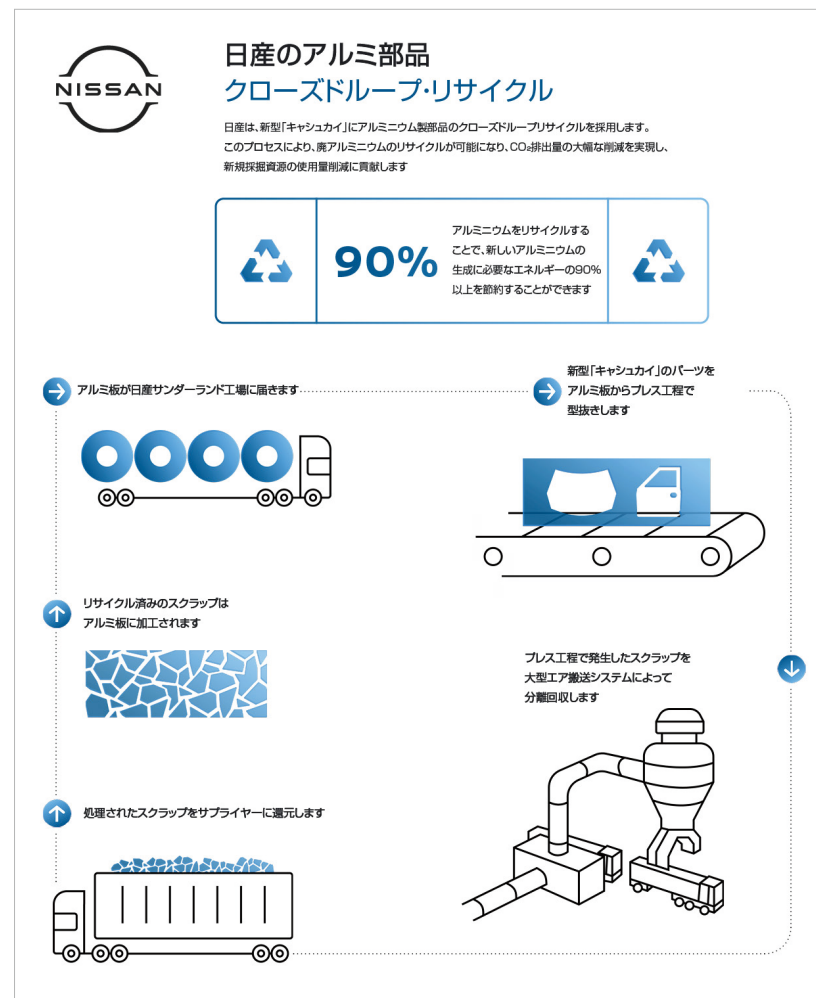 NISSAN
日産のアルミ部品
クローズドループ・リサイクル
日産は、新型「キャシュカイ」にアルミニウム製部品のクローズドループリサイクルを採用します。
このプロセスにより、廃アルミニウムのリサイクルが可能になり、CO₂排出量の大幅な削減を実現し、
新規採掘資源の使用量削減に貢献します
90%
アルミニウムをリサイクルする
ことで、新しいアルミニウムの
生成に必要なエネルギーの90%
以上を節約することができます
アルミ板が日産サンダーランド工場に届きます
新型「キャシュカイ」のパーツを
アルミ板からプレス工程で
型抜きします
リサイクル済みのスクラップは
アルミ板に加工されます
プレス工程で発生したスクラップを
大型エア搬送システムによって
分離回収します
処理されたスクラップをサプライヤーに還元します